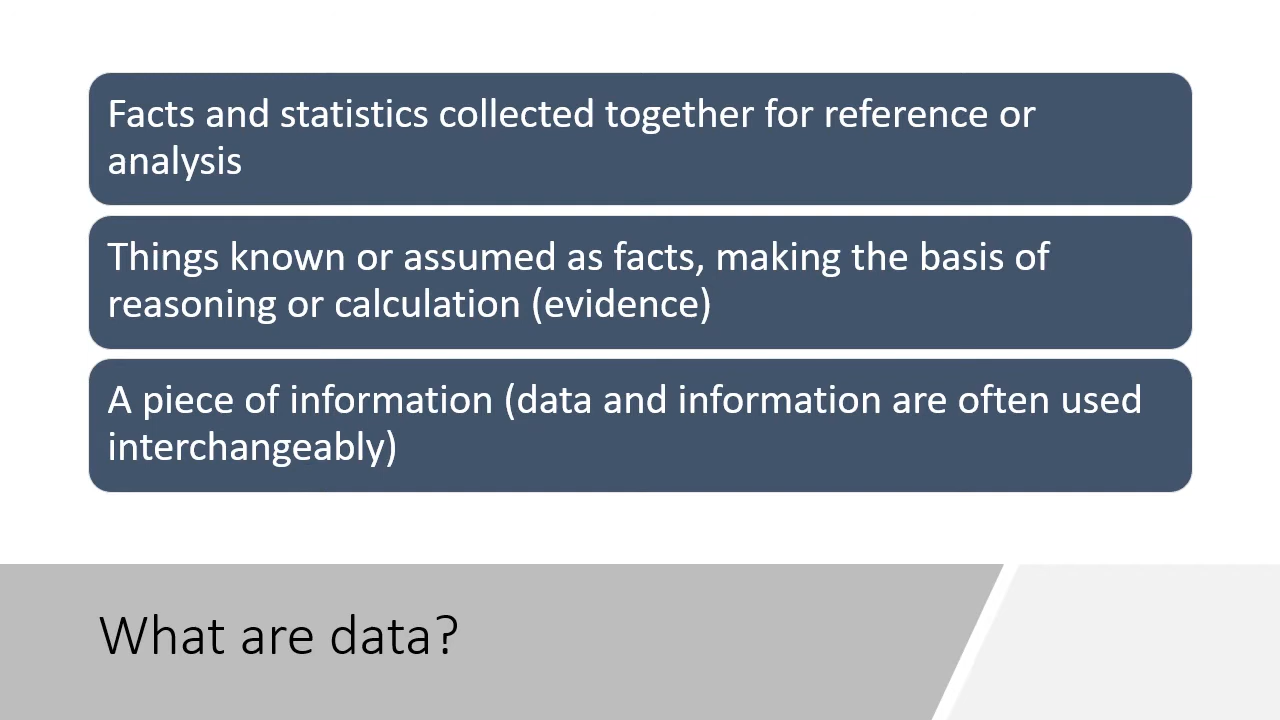 Facts and statistics collected together for reference or
analysis
Things known or assumed as facts, making the basis of
reasoning or calculation (evidence)
A piece of information (data and information are often used
interchangeably)
What are data?